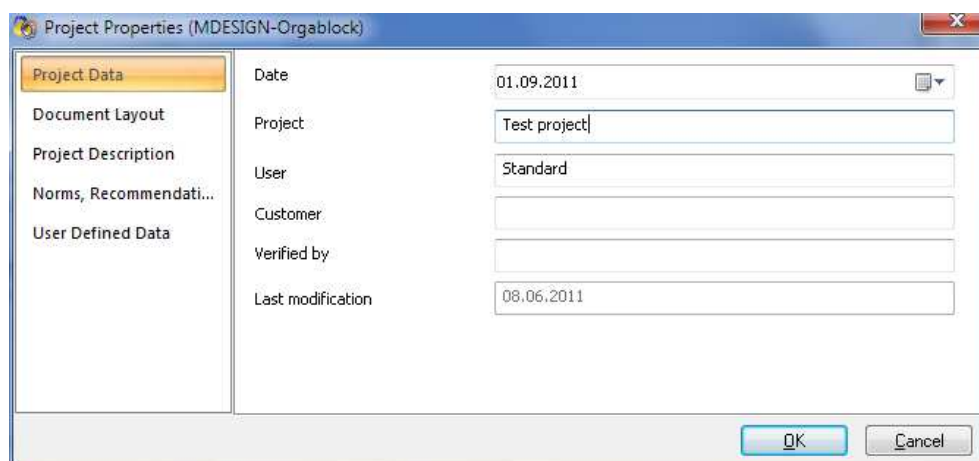 Project Properties (MDESIGN-Orgablock)
Project Data
Document Layout
Project Description
Norms, Recommendati...
User Defined Data
Date 01.09.2011
Project Test project
User Standard
Customer
Verified by
Last modification 08.06.2011
OK Cancel